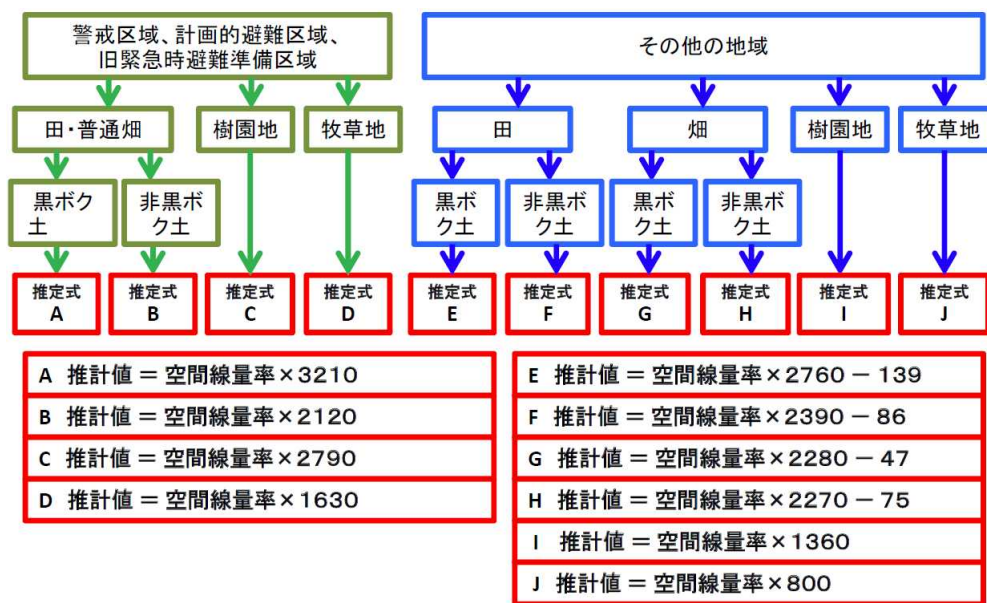 警戒区域、計画的避難区域、
旧緊急時避難準備区域
その他の地域
田・普通畑
樹園地
牧草地
田
畑
樹園地
牧草地
黒ボク
土
非黒ボ
ク土
黒ボ
ク土
非黒ボ
ク土
黒ボ
ク土
非黒ボ
ク土
推定式
A
推定式
B
推定式
C
推定式
D
推定式
E
推定式
F
推定式
G
推定式
H
推定式
I
推定式
J
A 推計値 = 空間線量率×3210
B 推計値 = 空間線量率×2120
C 推計値 = 空間線量率×2790
D 推計値 = 空間線量率×1630
E 推計値 = 空間線量率×2760 − 139
F 推計値 = 空間線量率×2390 − 86
G 推計値 = 空間線量率×2280 − 47
H 推計値 = 空間線量率×2270 − 75
I 推計値 = 空間線量率×1360
J 推計値 = 空間線量率×800